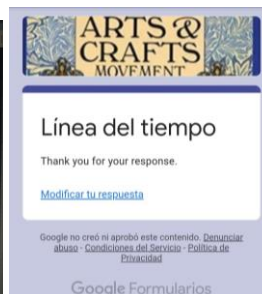 ARTS &
CRAFTS
MOVEMENT
Línea del tiempo
Thank you for your response.
Modificar tu respuesta
Google no creó ni aprobó este contenido. Denunciar
abuso - Condiciones del Servicio - Política de
Privacidad
Google Formularios